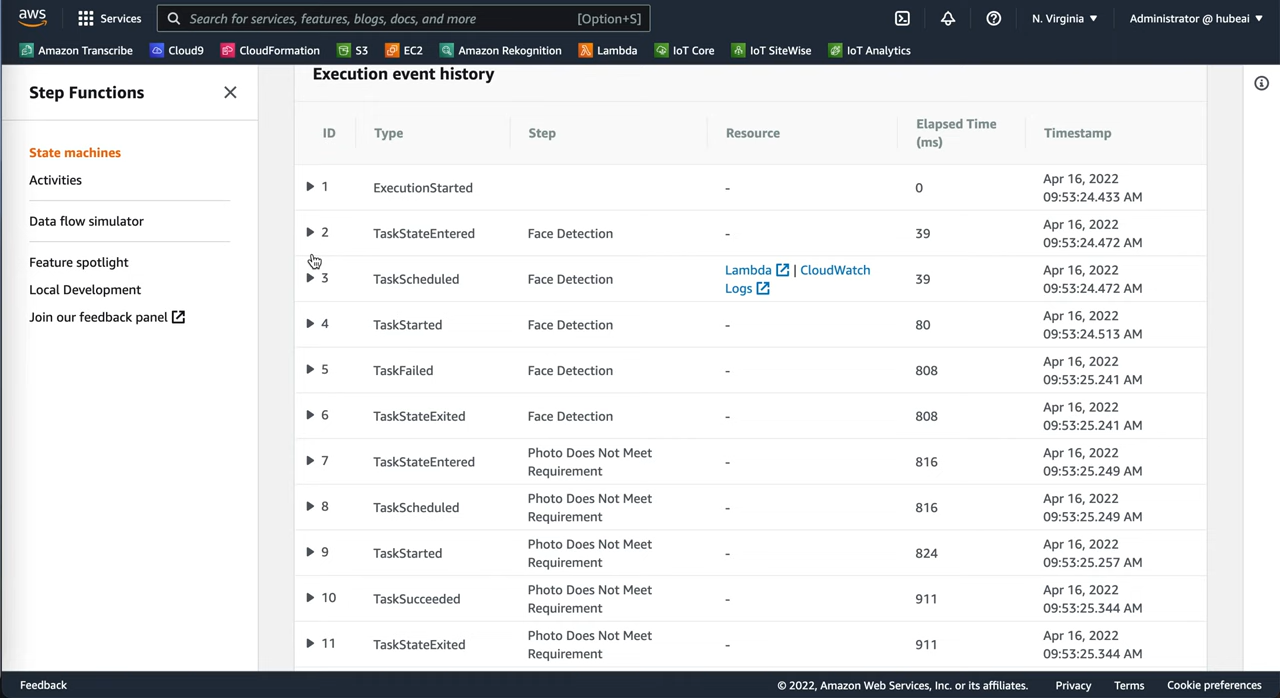 aws
Services
Search for services, features, blogs, docs, and more
[Option+S]
N. Virginia ▼
Administrator @ hubeai ▼
Amazon Transcribe
Cloud9
CloudFormation
S3
EC2
Amazon Rekognition
Lambda
IoT Core
IoT SiteWise
IoT Analytics
Step Functions
State machines
Activities
Data flow simulator
Feature spotlight
Local Development
Join our feedback panel
Execution event history
ID Type Step Resource Elapsed Time (ms) Timestamp
1 ExecutionStarted - 0 Apr 16, 2022
09:53:24.433 AM
2 TaskStateEntered Face Detection - 39 Apr 16, 2022
09:53:24.472 AM
3 TaskScheduled Face Detection Lambda | CloudWatch 39 Apr 16, 2022
Logs 09:53:24.472 AM
4 TaskStarted Face Detection - 80 Apr 16, 2022
09:53:24.513 AM
5 TaskFailed Face Detection - 808 Apr 16, 2022
09:53:25.241 AM
6 TaskStateExited Face Detection - 808 Apr 16, 2022
09:53:25.241 AM
7 TaskStateEntered Photo Does Not Meet - 816 Apr 16, 2022
Requirement 09:53:25.249 AM
8 TaskScheduled Photo Does Not Meet - 816 Apr 16, 2022
Requirement 09:53:25.249 AM
9 TaskStarted Photo Does Not Meet - 824 Apr 16, 2022
Requirement 09:53:25.257 AM
10 TaskSucceeded Photo Does Not Meet - 911 Apr 16, 2022
Requirement 09:53:25.344 AM
11 TaskStateExited Photo Does Not Meet - 911 Apr 16, 2022
Requirement 09:53:25.344 AM
Feedback
© 2022, Amazon Web Services, Inc. or its affiliates.
Privacy
Terms
Cookie preferences